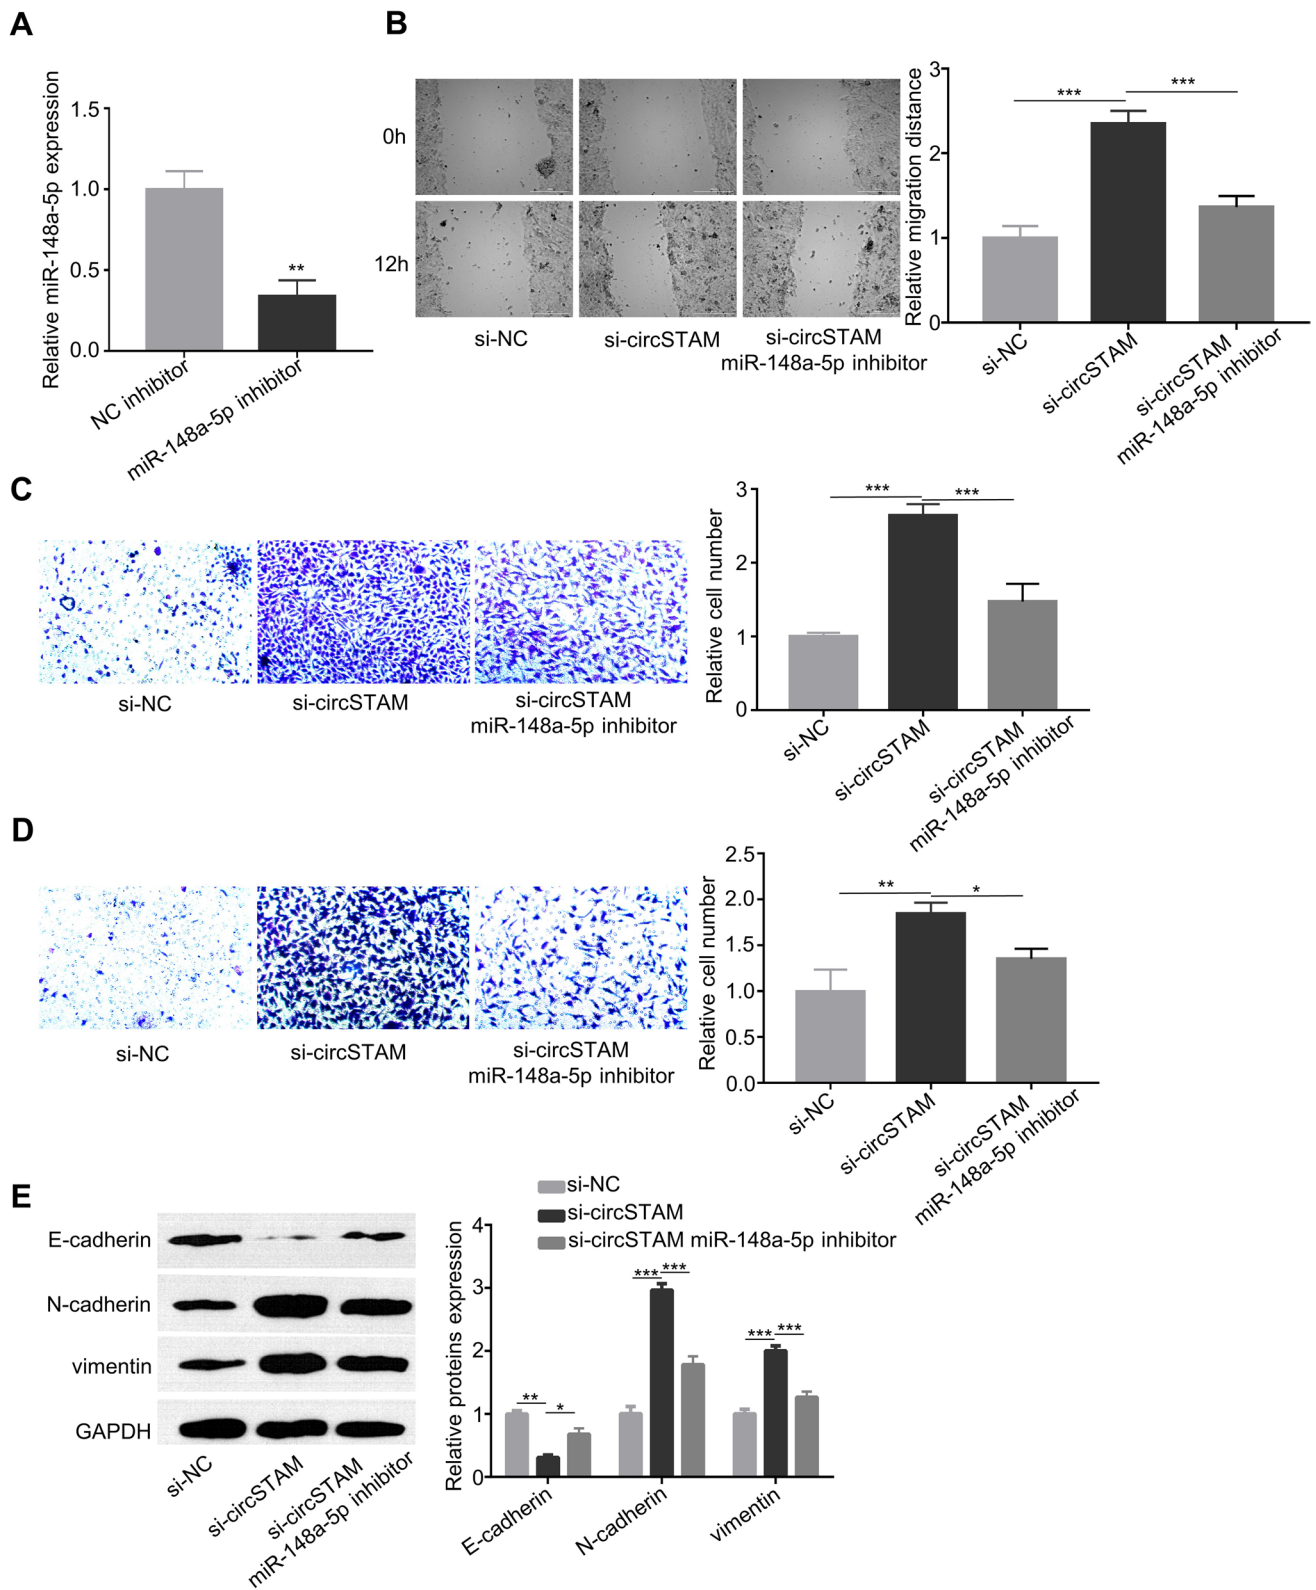 A
Relative miR-148a-5p expression
1.5
1.0
0.5
0.0
**
NC inhibitor
miR-148a-5p inhibitor
B
0h
12h
si-NC
si-circSTAM
si-circSTAM
miR-148a-5p inhibitor
Relative migration distance
3
2
1
0
***
***
si-NC
si-circSTAM
si-circSTAM
miR-148a-5p inhibitor
C
si-NC
si-circSTAM
si-circSTAM
miR-148a-5p inhibitor
Relative cell number
3
2
1
0
***
***
si-NC
si-circSTAM
si-circSTAM
miR-148a-5p inhibitor
D
si-NC
si-circSTAM
si-circSTAM
miR-148a-5p inhibitor
Relative cell number
2.5
2.0
1.5
1.0
0.5
0.0
**
*
si-NC
si-circSTAM
si-circSTAM
miR-148a-5p inhibitor
E
E-cadherin
N-cadherin
vimentin
GAPDH
si-NC
si-circSTAM
si-circSTAM
miR-148a-5p inhibitor
si-NC
si-circSTAM
si-circSTAM miR-148a-5p inhibitor
Relative proteins expression
4
3
2
1
0
**
*
***
***
***
***
E-cadherin
N-cadherin
vimentin